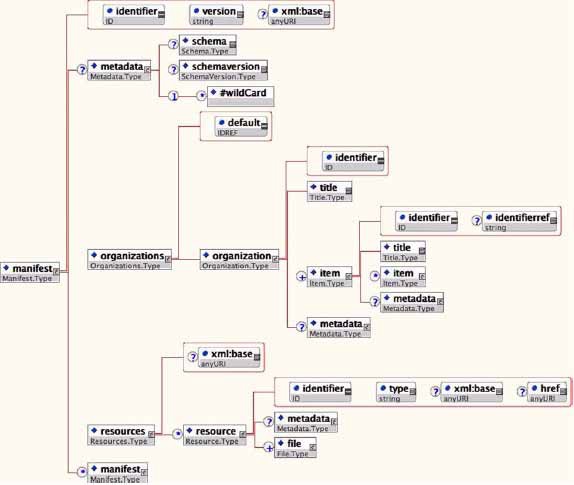 identifier
ID
version
string
? xml:base
anyURI
? metadata
Metadata.Type
? schema
Schema.Type
? schemaversion
SchemaVersion.Type
1 * #wildCard
default
IDREF
identifier
ID
title
Title.Type
identifier
ID
? identifierref
string
manifest
Manifest.Type
organizations
Organizations.Type
organization
Organization.Type
+ item
Item.Type
title
Title.Type
* item
Item.Type
? metadata
Metadata.Type
? metadata
Metadata.Type
? xml:base
anyURI
identifier
ID
type
string
? xml:base
anyURI
? href
anyURI
resources
Resources.Type
* resource
Resource.Type
? metadata
Metadata.Type
+ file
File.Type
* manifest
Manifest.Type